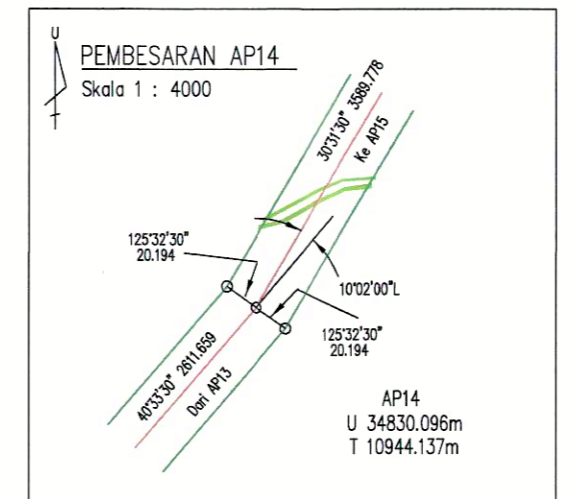 U
PEMBESARAN AP14
Skala 1 : 4000
30°31'30" 3589.778
Ke AP15
125°32'30"
20.194
10°02'00"L
125°32'30"
20.194
40°33'30" 2611.659
Dari AP13
AP14
U 34830.096m
T 10944.137m